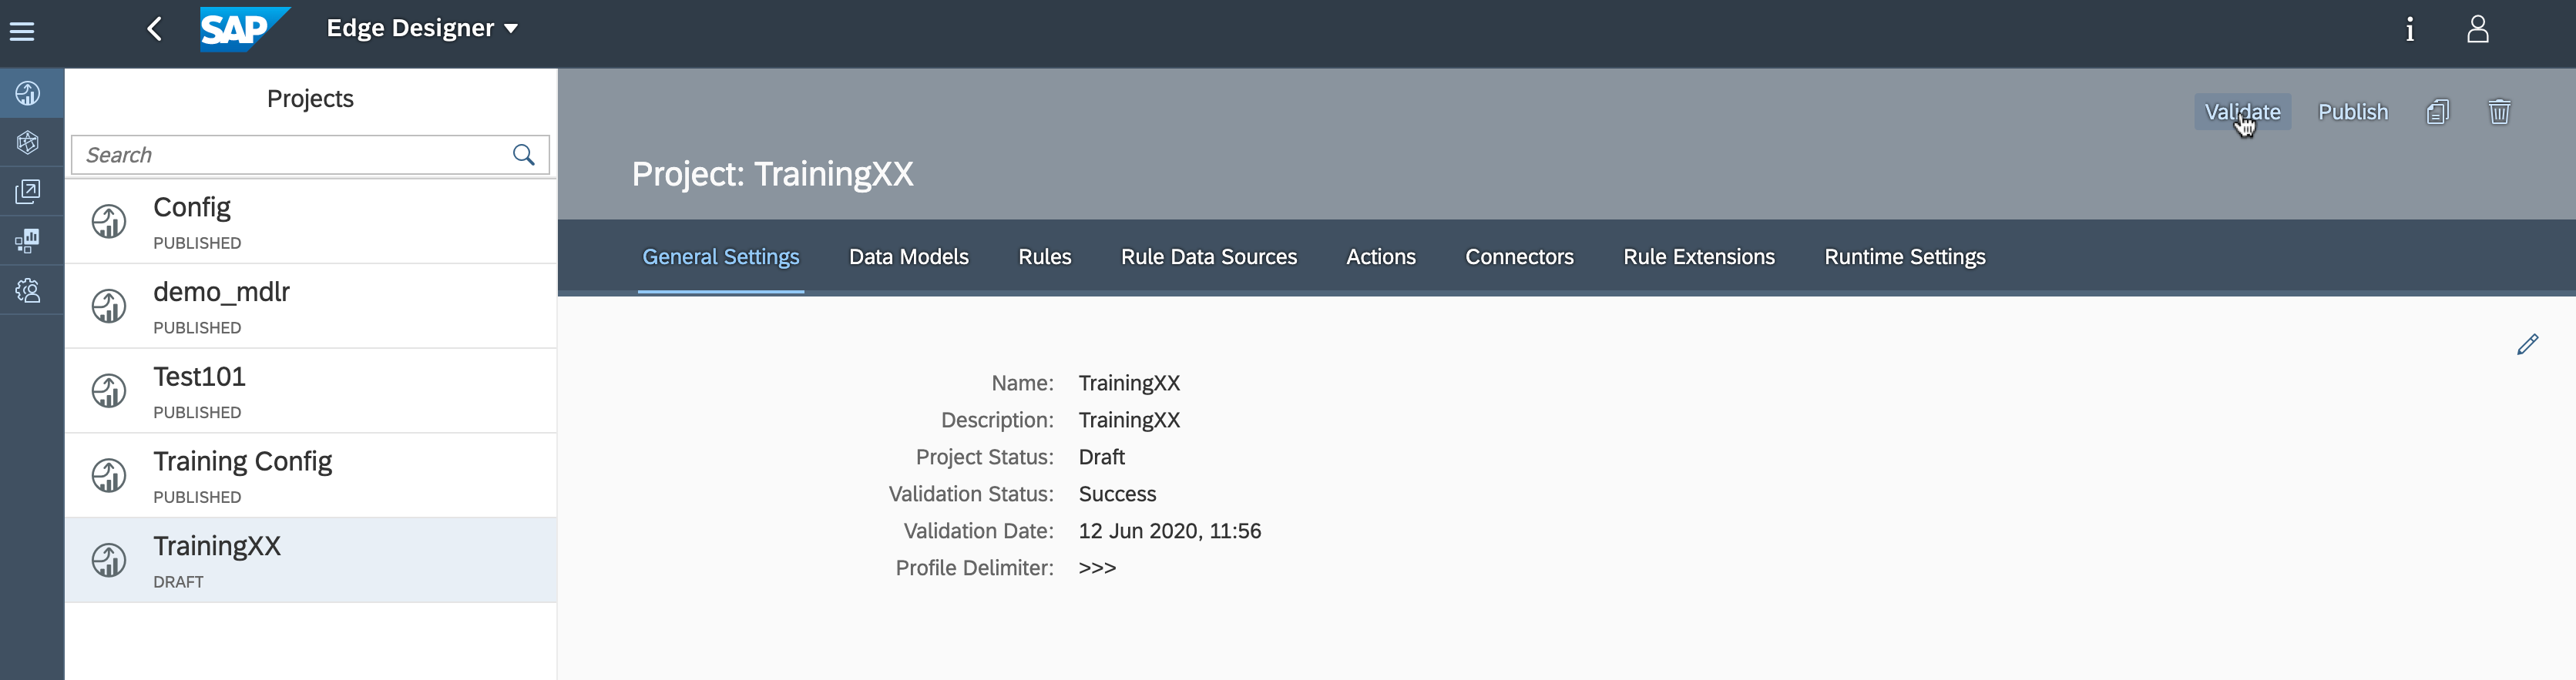 SAP Edge Designer
Projects
Search
Config
PUBLISHED
demo_mdlr
PUBLISHED
Test101
PUBLISHED
Training Config
PUBLISHED
TrainingXX
DRAFT
Validate Publish
Project: TrainingXX
General Settings Data Models Rules Rule Data Sources Actions Connectors Rule Extensions Runtime Settings
Name: TrainingXX
Description: TrainingXX
Project Status: Draft
Validation Status: Success
Validation Date: 12 Jun 2020, 11:56
Profile Delimiter: >>>